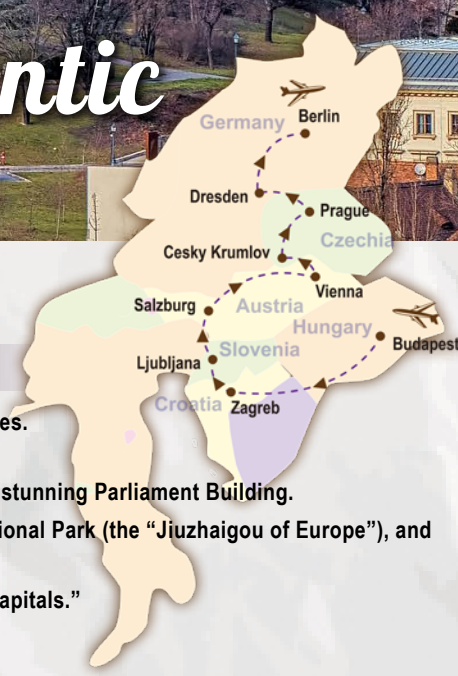 ntic
Germany
Berlin
Dresden
Prague
Czechia
Cesky Krumlov
Vienna
Salzburg
Austria
Hungary
Budapest
Slovenia
Ljubljana
Croatia
Zagreb
es.
stunning Parliament Building.
ional Park (the “Jiuzhaigou of Europe”), and
apitals.”